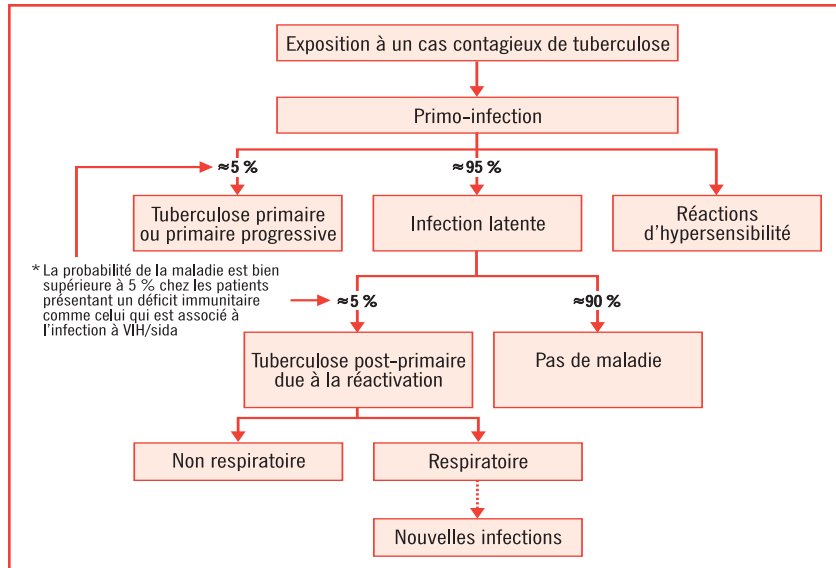 Exposition à un cas contagieux de tuberculose
Primo-infection
≈5 %
≈95 %
Tuberculose primaire
ou primaire progressive
Infection latente
Réactions
d'hypersensibilité
* La probabilité de la maladie est bien
supérieure à 5 % chez les patients
présentant un déficit immunitaire
comme celui qui est associé à
l'infection à VIH/sida
≈5 %
≈90 %
Tuberculose post-primaire
due à la réactivation
Pas de maladie
Non respiratoire
Respiratoire
Nouvelles infections